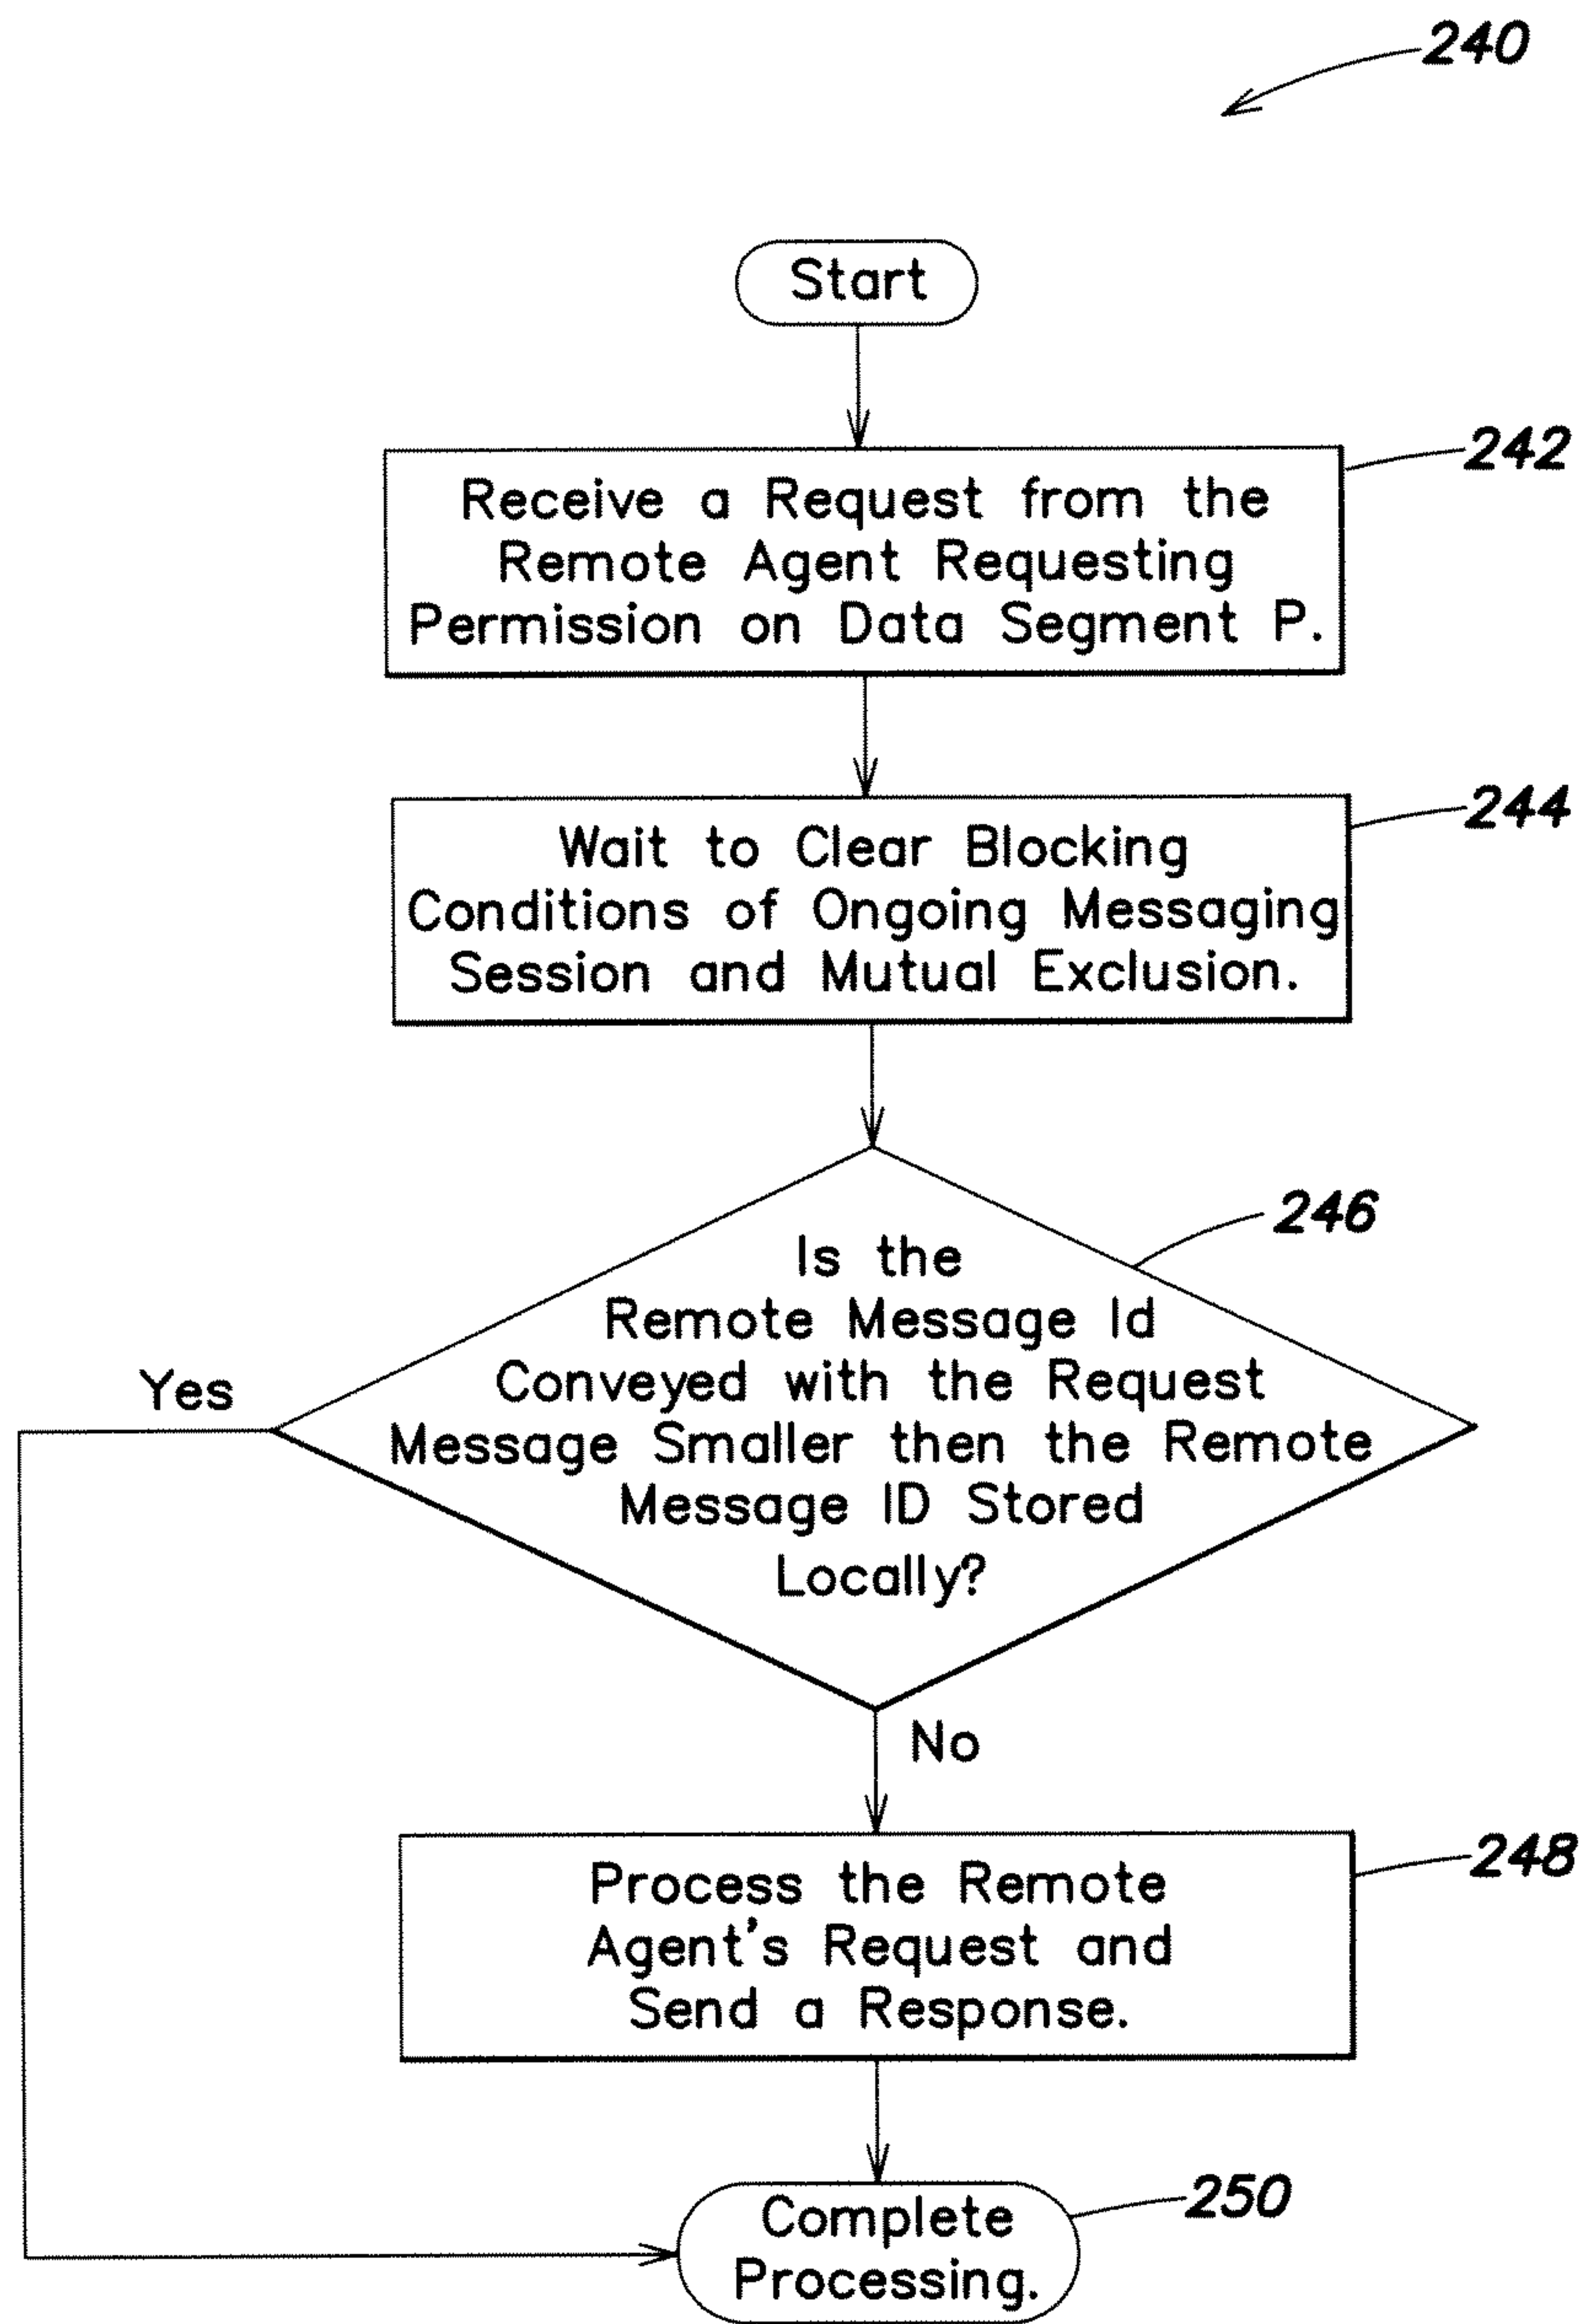 240
Start
242
Receive a Request from the
Remote Agent Requesting
Permission on Data Segment P.
244
Wait to Clear Blocking
Conditions of Ongoing Messaging
Session and Mutual Exclusion.
246
Is the
Remote Message Id
Conveyed with the Request
Message Smaller then the Remote
Message ID Stored
Locally?
Yes
No
248
Process the Remote
Agent's Request and
Send a Response.
250
Complete
Processing.